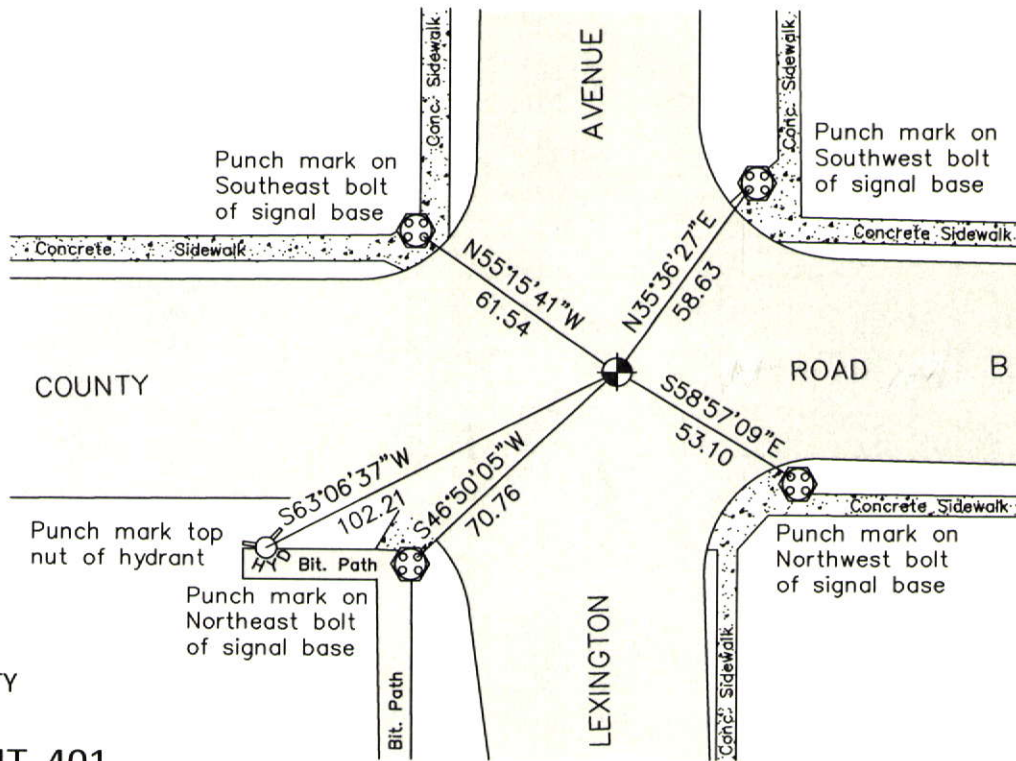 Conc. Sidewalk
AVENUE
Conc. Sidewalk
Punch mark on
Southeast bolt
of signal base
Punch mark on
Southwest bolt
of signal base
Concrete Sidewalk
Concrete Sidewalk
N55°15'41"W
61.54
N35°36'27"E
58.63
COUNTY
ROAD B
S58°57'09"E
53.10
S63°06'37"W
102.21
S46°50'05"W
70.76
Concrete Sidewalk
Punch mark top
nut of hydrant
HYD
Bit. Path
Punch mark on
Northwest bolt
of signal base
Punch mark on
Northeast bolt
of signal base
LEXINGTON
Conc. Sidewalk
Bit. Path
TY
401